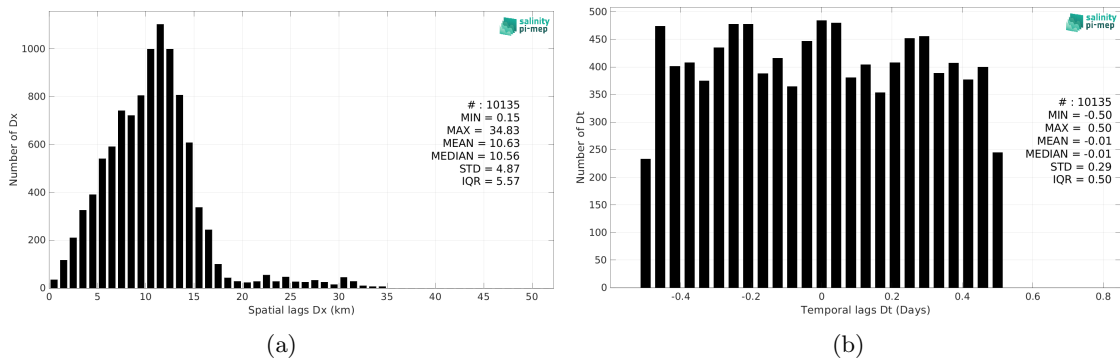 1000
800
600
400
200
0
Number of Dx
0 5 10 15 20 25 30 35 40 45 50
Spatial lags Dx (km)
salinity
pi-mep
# : 10135
MIN = 0.15
MAX = 34.83
MEAN = 10.63
MEDIAN = 10.56
STD = 4.87
IQR = 5.57
(a)
500
450
400
350
300
250
200
150
100
50
0
Number of Dt
-0.4 -0.2 0 0.2 0.4 0.6 0.8
Temporal lags Dt (Days)
salinity
pi-mep
# : 10135
MIN = -0.50
MAX = 0.50
MEAN = -0.01
MEDIAN = -0.01
STD = 0.29
IQR = 0.50
(b)